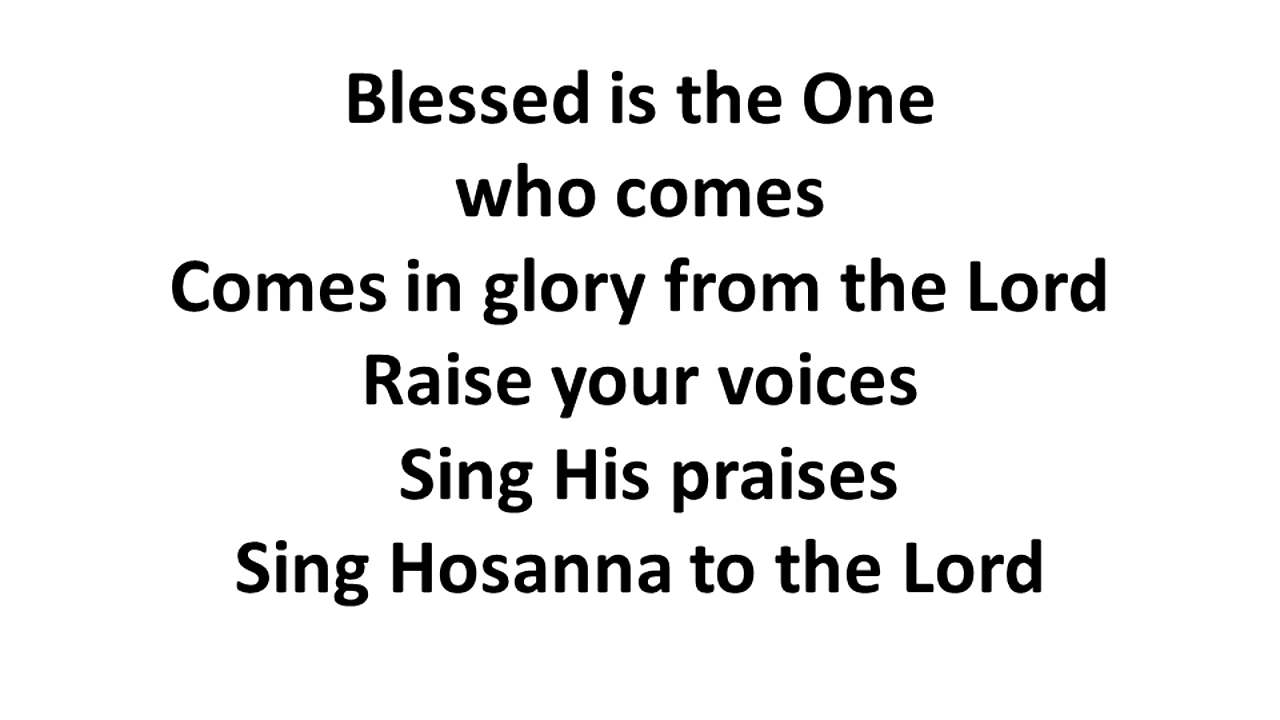 Blessed is the One
who comes
Comes in glory from the Lord
Raise your voices
Sing His praises
Sing Hosanna to the Lord